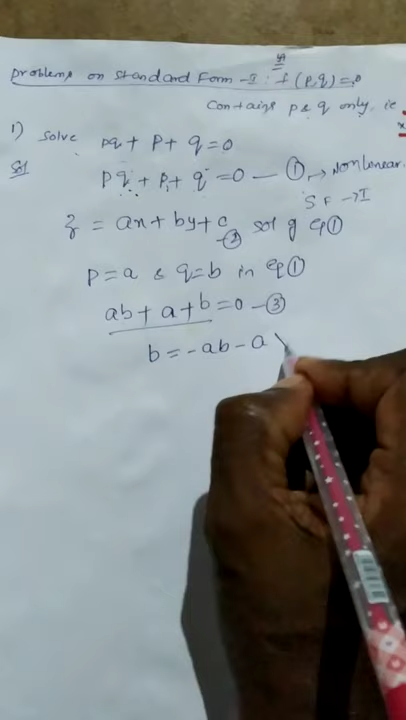 Problems on Standard Form-I: f(p,q)=0
Contains p & q only. ie
1) Solve pq + p + q = 0
Sol pq + p + q = 0 — ① → Nonlinear
SF → I
z = ax + by + c — ② sol of eq ①
p = a & q = b in eq ①
ab + a + b = 0 — ③
b = -ab - a